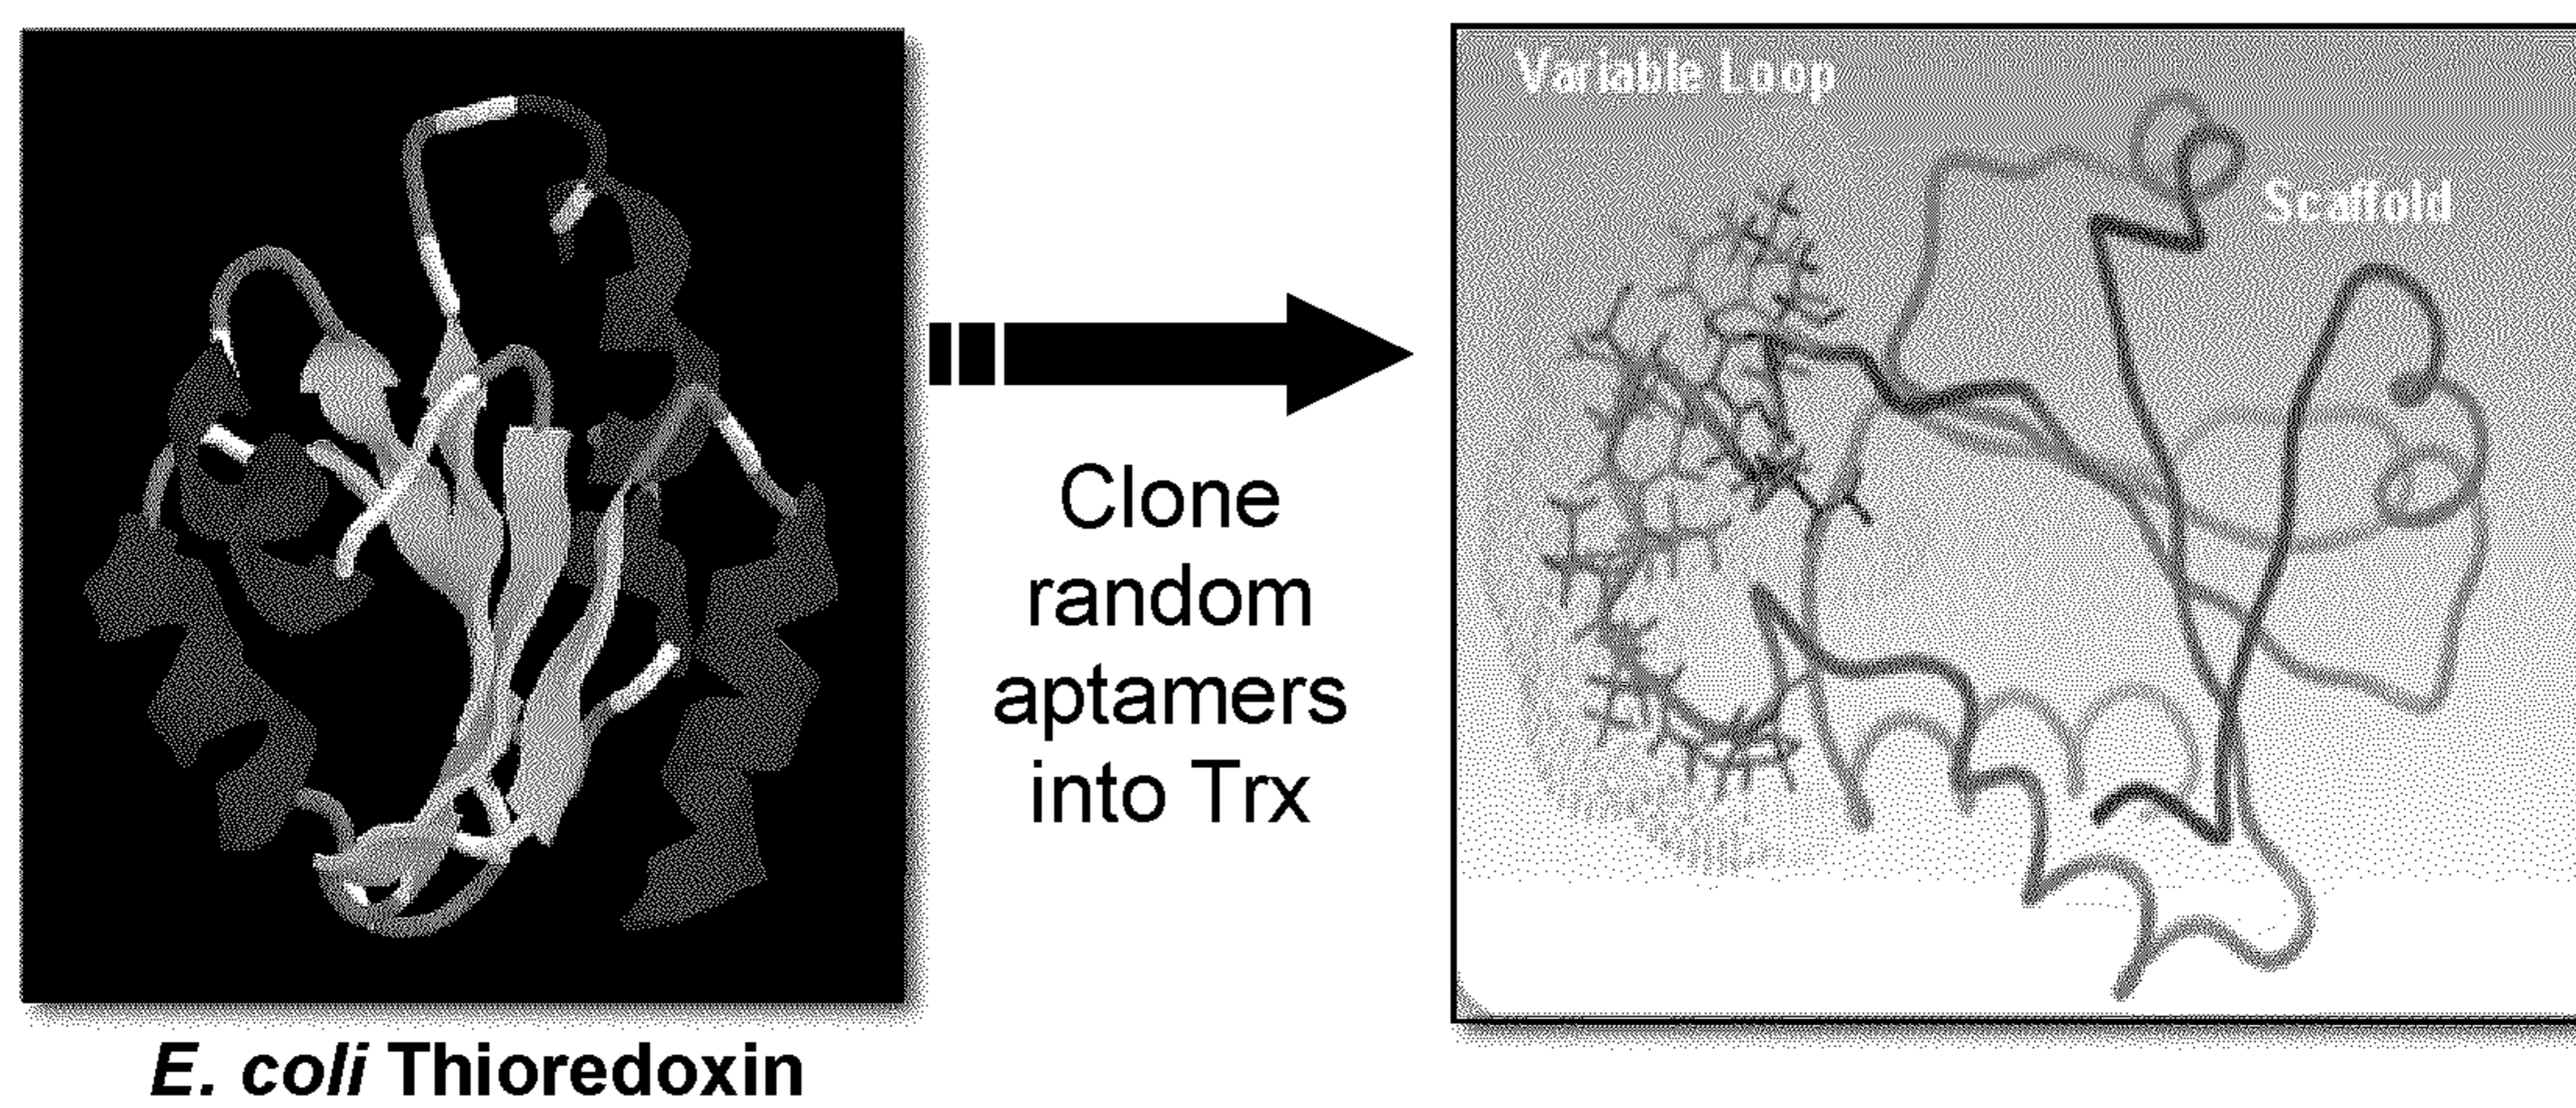 Variable Loop
Scaffold
Clone
random
aptamers
into Trx
E. coli Thioredoxin